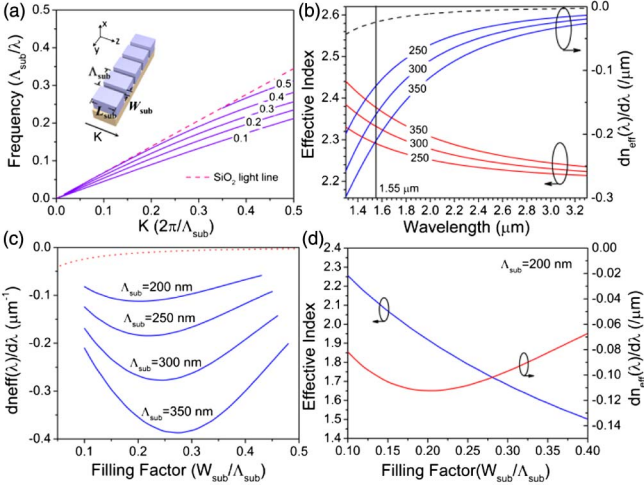 (a)
Frequency (Λsub/λ)
0.5
0.4
0.3
0.2
0.1
0.0
x
z
y
Λsub
Wsub
Lsub
K
0.5
0.4
0.3
0.2
0.1
SiO2 light line
0.0 0.1 0.2 0.3 0.4 0.5
K (2π/Λsub)
(b)
Effective Index
2.6
2.5
2.4
2.3
2.2
250
300
350
350
300
250
1.55 μm
1.4 1.6 1.8 2.0 2.2 2.4 2.6 2.8 3.0 3.2
Wavelength (μm)
0.0
-0.1
-0.2
-0.3
dneff(λ)/dλ (/μm)
(c)
dneff(λ)/dλ (μm-1)
0.0
-0.1
-0.2
-0.3
-0.4
Λsub=200 nm
Λsub=250 nm
Λsub=300 nm
Λsub=350 nm
0.1 0.2 0.3 0.4 0.5
Filling Factor (Wsub/Λsub)
(d)
Effective Index
2.4
2.3
2.2
2.1
2.0
1.9
1.8
1.7
1.6
1.5
1.4
Λsub=200 nm
0.10 0.15 0.20 0.25 0.30 0.35 0.40
Filling Factor(Wsub/Λsub)
0.00
-0.02
-0.04
-0.06
-0.08
-0.10
-0.12
-0.14
dneff(λ)/dλ (/μm)